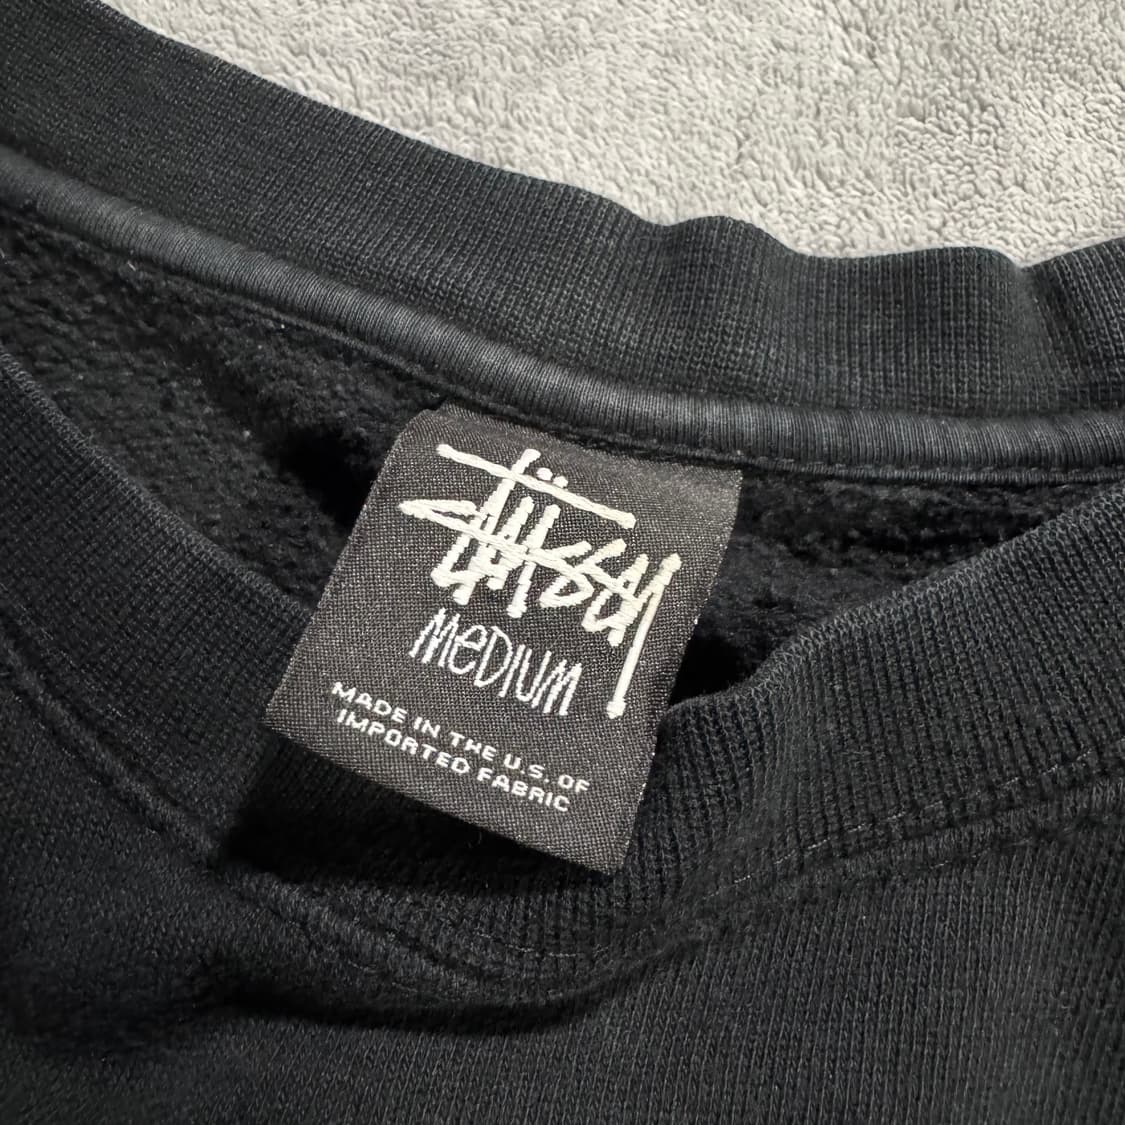 Stüssy
MeDIUM
MADE IN THE U.S. OF
IMPORTED FABRIC